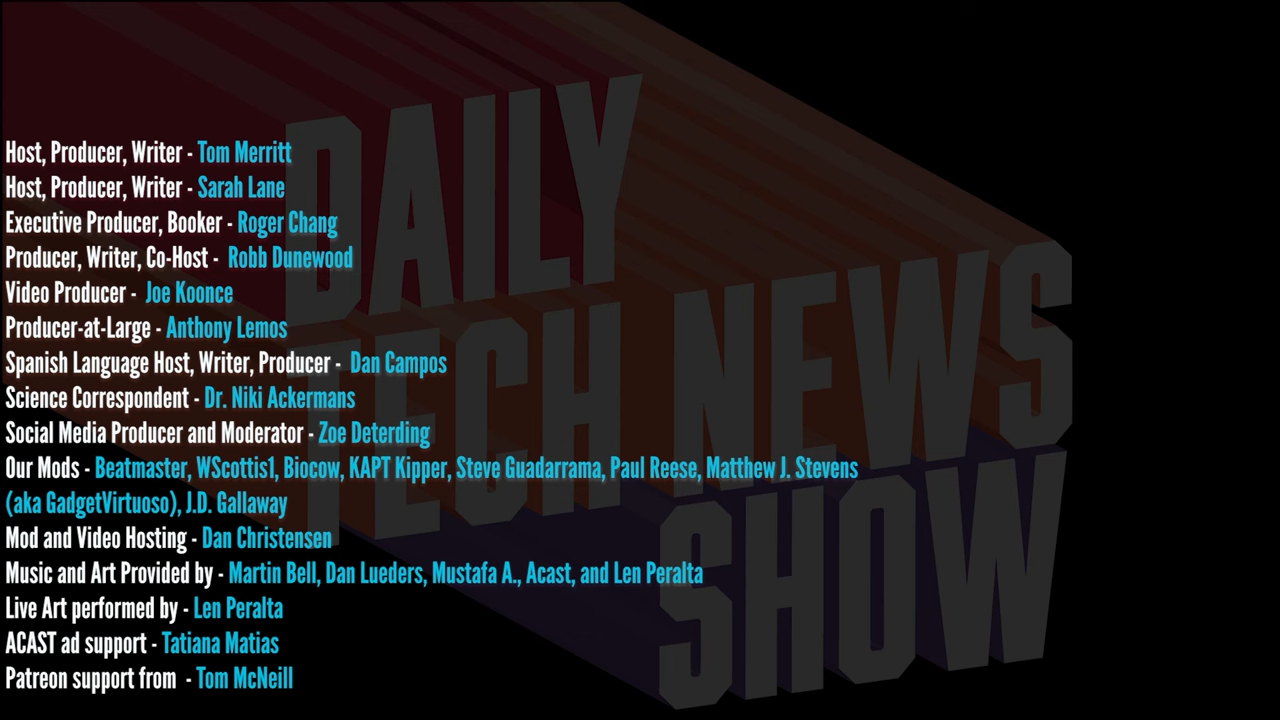 DAILY
TECH NEWS
SHOW
Host, Producer, Writer - Tom Merritt
Host, Producer, Writer - Sarah Lane
Executive Producer, Booker - Roger Chang
Producer, Writer, Co-Host - Robb Dunewood
Video Producer - Joe Koonce
Producer-at-Large - Anthony Lemos
Spanish Language Host, Writer, Producer - Dan Campos
Science Correspondent - Dr. Niki Ackermans
Social Media Producer and Moderator - Zoe Deterding
Our Mods - Beatmaster, WScottis1, Biocow, KAPT Kipper, Steve Guadarrama, Paul Reese, Matthew J. Stevens
(aka GadgetVirtuoso), J.D. Gallaway
Mod and Video Hosting - Dan Christensen
Music and Art Provided by - Martin Bell, Dan Lueders, Mustafa A., Acast, and Len Peralta
Live Art performed by - Len Peralta
ACAST ad support - Tatiana Matias
Patreon support from - Tom McNeill